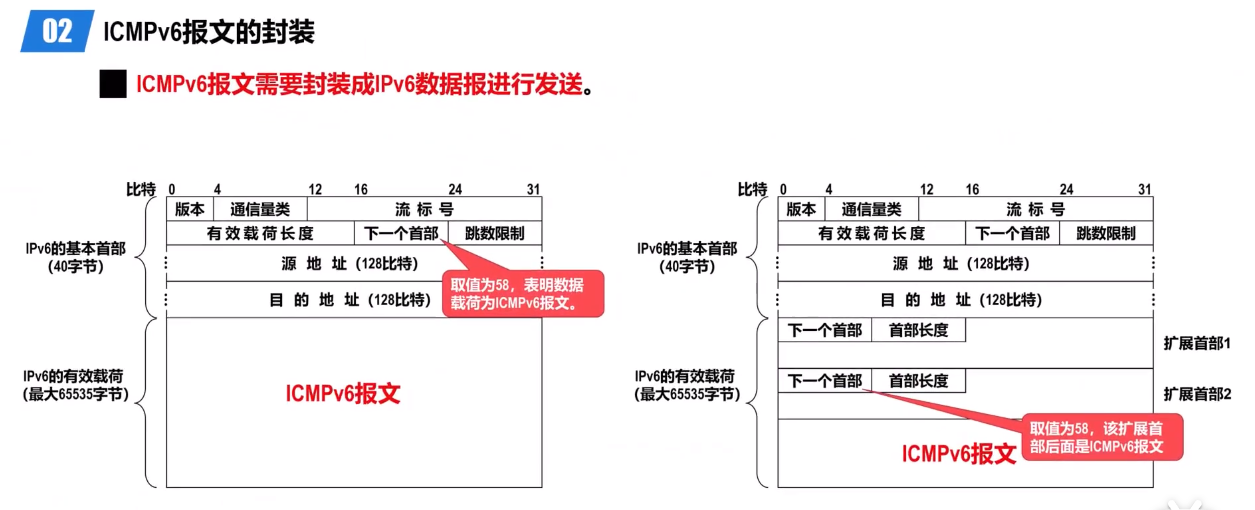 02 ICMPv6报文的封装
ICMPv6报文需要封装成IPv6数据报进行发送。
比特 0 4 12 16 24 31
版本 通信量类 流标号
有效载荷长度 下一个首部 跳数限制
源地址（128比特）
目的地址（128比特）
IPv6的基本首部
（40字节）
取值为58，表明数据
载荷为ICMPv6报文。
IPv6的有效载荷
（最大65535字节）
ICMPv6报文
比特 0 4 12 16 24 31
版本 通信量类 流标号
有效载荷长度 下一个首部 跳数限制
源地址（128比特）
目的地址（128比特）
IPv6的基本首部
（40字节）
下一个首部 首部长度
扩展首部1
下一个首部 首部长度
扩展首部2
IPv6的有效载荷
（最大65535字节）
取值为58，该扩展首
部后面是ICMPv6报文
ICMPv6报文